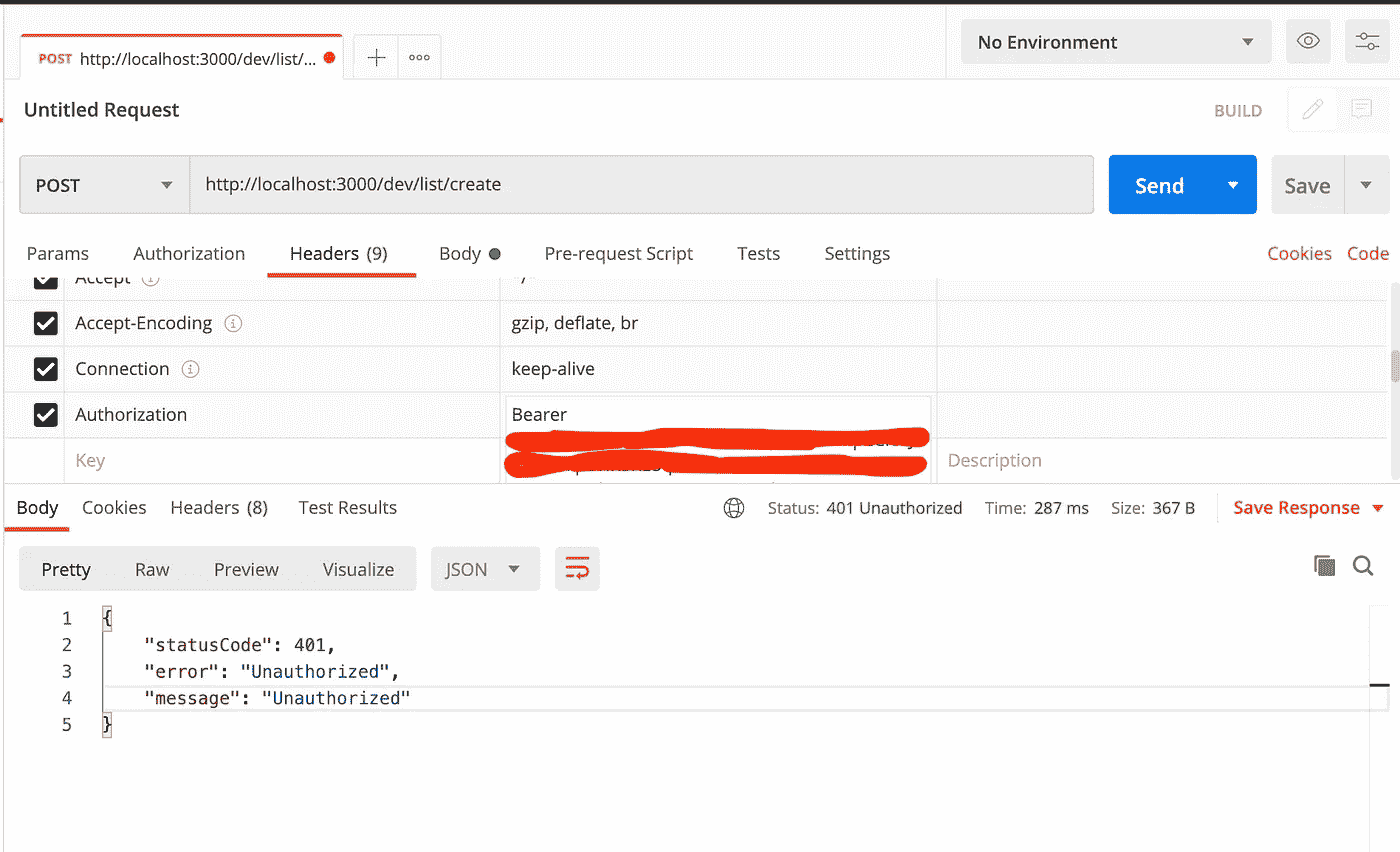 POST http://localhost:3000/dev/list/...
No Environment
Untitled Request
BUILD
POST http://localhost:3000/dev/list/create Send Save
Params Authorization Headers (9) Body Pre-request Script Tests Settings Cookies Code
Accept
Accept-Encoding gzip, deflate, br
Connection keep-alive
Authorization Bearer
Key Description
Body Cookies Headers (8) Test Results Status: 401 Unauthorized Time: 287 ms Size: 367 B Save Response
Pretty Raw Preview Visualize JSON
1 {
2 "statusCode": 401,
3 "error": "Unauthorized",
4 "message": "Unauthorized"
5 }